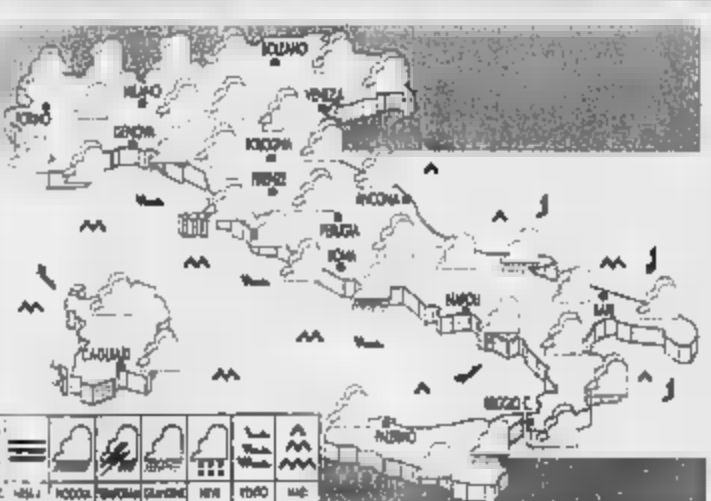 BOLZANO
MILANO
VENEZIA
TORINO
GENOVA
BOLOGNA
FIRENZE
ANCONA
PERUGIA
ROMA
NAPOLI
BARI
CAGLIARI
REGGIO C.
PALERMO
PIOGGIA TEMPORALE GRANDINE NEVE VENTO MARE